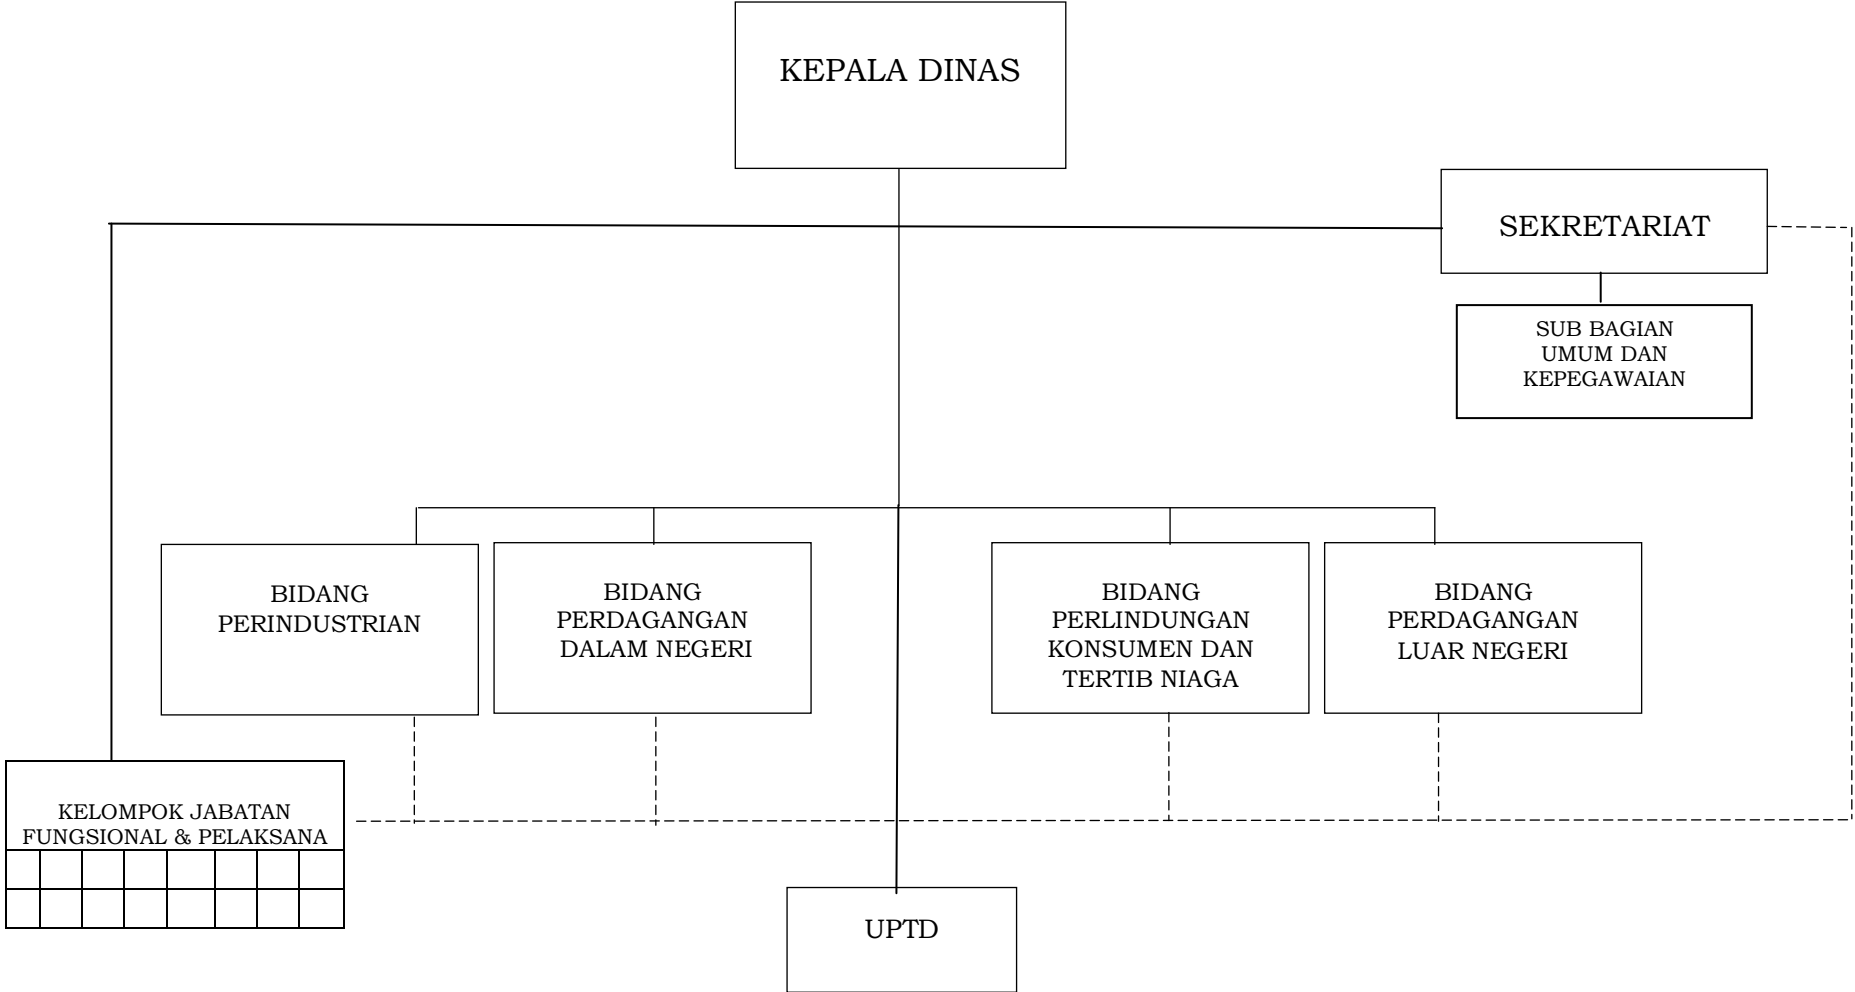 KEPALA DINAS
SEKRETARIAT
SUB BAGIAN
UMUM DAN
KEPEGAWAIAN
BIDANG
PERINDUSTRIAN
BIDANG
PERDAGANGAN
DALAM NEGERI
BIDANG
PERLINDUNGAN
KONSUMEN DAN
TERTIB NIAGA
BIDANG
PERDAGANGAN
LUAR NEGERI
KELOMPOK JABATAN
FUNGSIONAL & PELAKSANA
UPTD